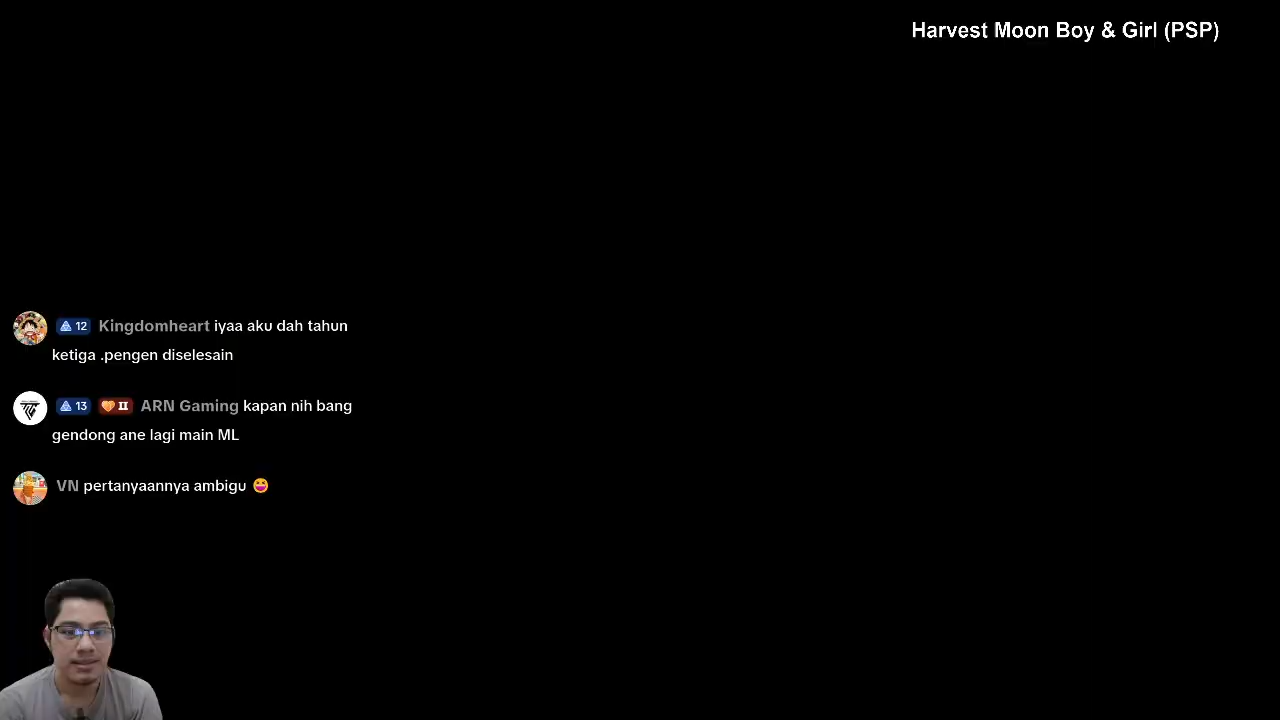 Harvest Moon Boy & Girl (PSP)
12 Kingdomheart iyaa aku dah tahun
ketiga .pengen diselesain
13 II ARN Gaming kapan nih bang
gendong ane lagi main ML
VN pertanyaannya ambigu 😝